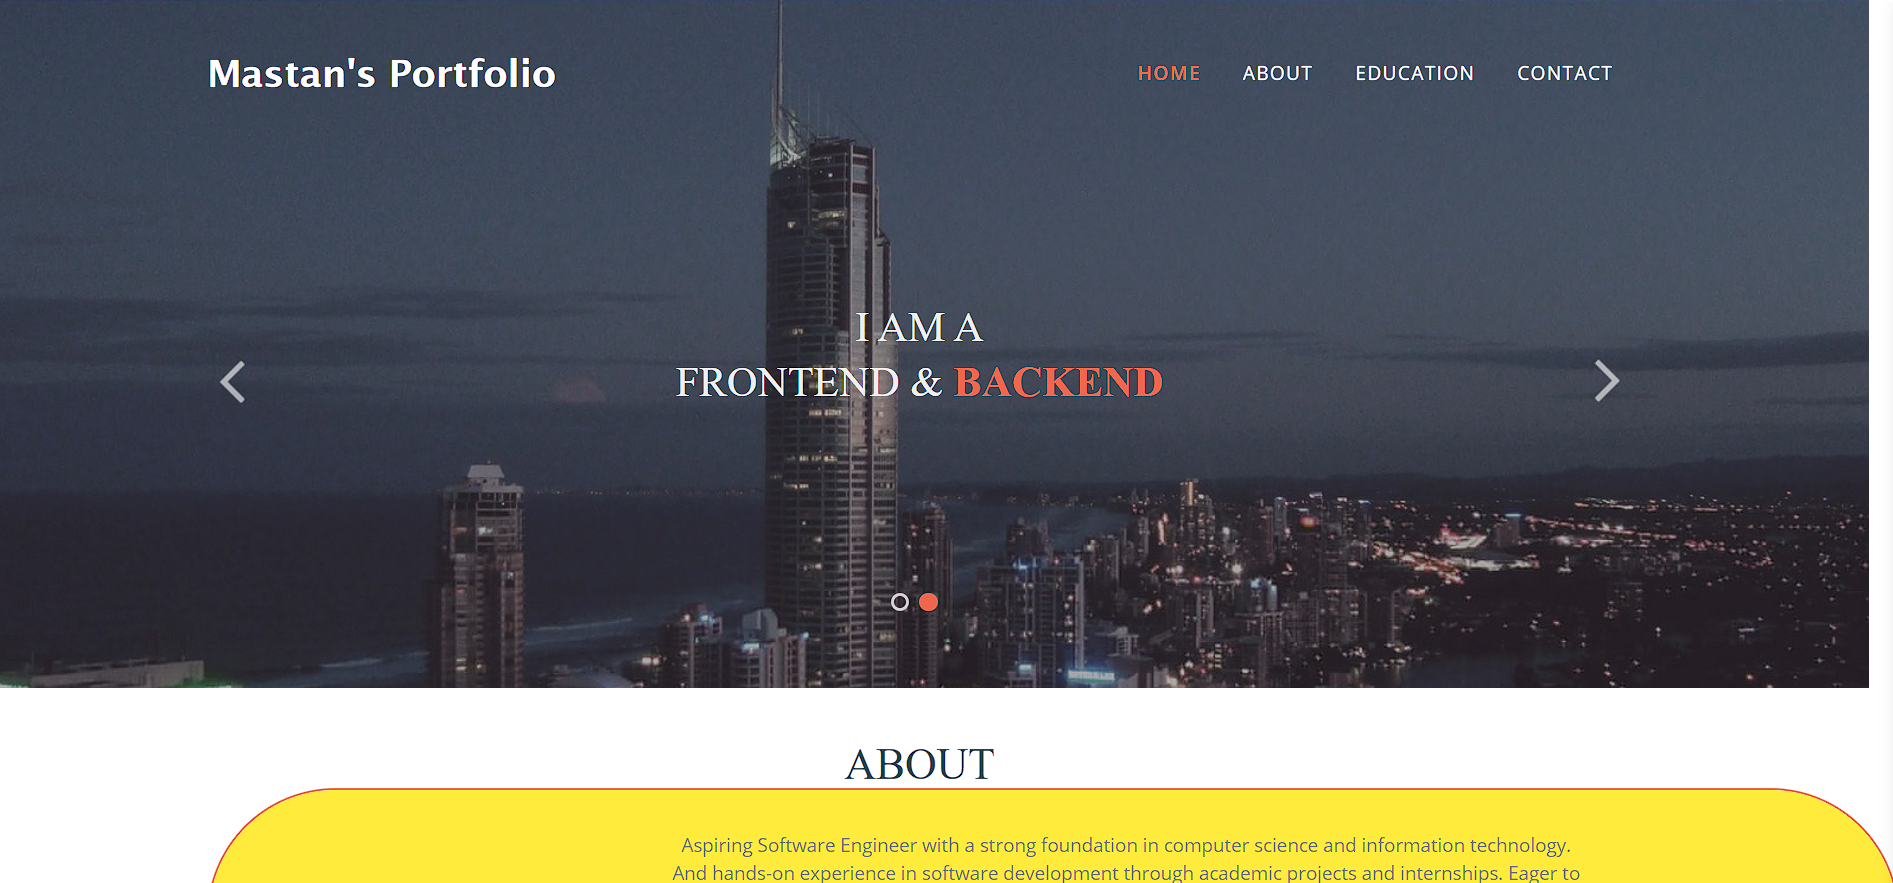 Mastan's Portfolio
HOME ABOUT EDUCATION CONTACT
I AM A
FRONTEND & BACKEND
ABOUT
Aspiring Software Engineer with a strong foundation in computer science and information technology.
And hands-on experience in software development through academic projects and internships. Eager to